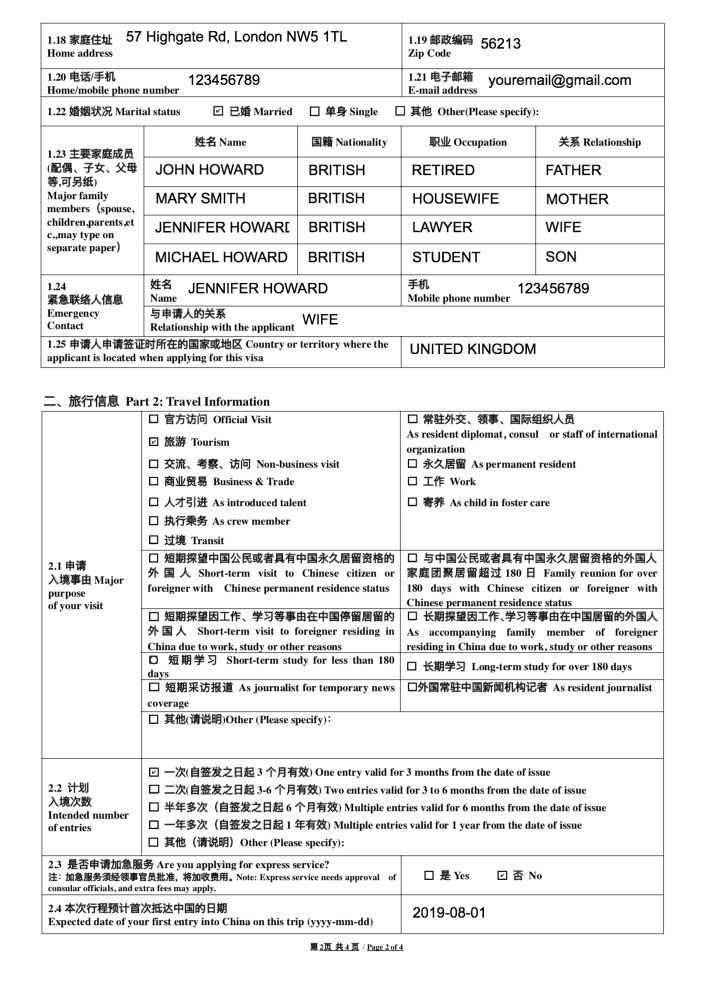 1.18 家庭住址 57 Highgate Rd, London NW5 1TL
Home address
1.19 邮政编码 56213
Zip Code
1.20 电话/手机 123456789
Home/mobile phone number
1.21 电子邮箱 youremail@gmail.com
E-mail address
1.22 婚姻状况 Marital status ☑ 已婚 Married ☐ 单身 Single ☐ 其他 Other(Please specify):
1.23 主要家庭成员
(配偶、子女、父母
等,可另纸)
Major family
members（spouse,
children,parents,et
c.,may type on
separate paper）
姓名 Name 国籍 Nationality 职业 Occupation 关系 Relationship
JOHN HOWARD BRITISH RETIRED FATHER
MARY SMITH BRITISH HOUSEWIFE MOTHER
JENNIFER HOWARD BRITISH LAWYER WIFE
MICHAEL HOWARD BRITISH STUDENT SON
1.24
紧急联络人信息
Emergency
Contact
姓名 JENNIFER HOWARD
Name
手机 123456789
Mobile phone number
与申请人的关系 WIFE
Relationship with the applicant
1.25 申请人申请签证时所在的国家或地区 Country or territory where the
applicant is located when applying for this visa
UNITED KINGDOM
二、旅行信息 Part 2: Travel Information
2.1 申请
入境事由 Major
purpose
of your visit
☐ 官方访问 Official Visit
☑ 旅游 Tourism
☐ 交流、考察、访问 Non-business visit
☐ 商业贸易 Business & Trade
☐ 人才引进 As introduced talent
☐ 执行乘务 As crew member
☐ 过境 Transit
☐ 常驻外交、领事、国际组织人员
As resident diplomat, consul or staff of international
organization
☐ 永久居留 As permanent resident
☐ 工作 Work
☐ 寄养 As child in foster care
☐ 短期探望中国公民或者具有中国永久居留资格的
外国人 Short-term visit to Chinese citizen or
foreigner with Chinese permanent residence status
☐ 与中国公民或者具有中国永久居留资格的外国人
家庭团聚居留超过 180 日 Family reunion for over
180 days with Chinese citizen or foreigner with
Chinese permanent residence status
☐ 短期探望因工作、学习等事由在中国停留居留的
外国人 Short-term visit to foreigner residing in
China due to work, study or other reasons
☐ 长期探望因工作、学习等事由在中国居留的外国人
As accompanying family member of foreigner
residing in China due to work, study or other reasons
☐ 短期学习 Short-term study for less than 180
days
☐ 长期学习 Long-term study for over 180 days
☐ 短期采访报道 As journalist for temporary news
coverage
☐外国常驻中国新闻机构记者 As resident journalist
☐ 其他(请说明)Other (Please specify):
2.2 计划
入境次数
Intended number
of entries
☑ 一次(自签发之日起 3 个月有效) One entry valid for 3 months from the date of issue
☐ 二次(自签发之日起 3-6 个月有效) Two entries valid for 3 to 6 months from the date of issue
☐ 半年多次（自签发之日起 6 个月有效) Multiple entries valid for 6 months from the date of issue
☐ 一年多次（自签发之日起 1 年有效) Multiple entries valid for 1 year from the date of issue
☐ 其他（请说明）Other (Please specify):
2.3 是否申请加急服务 Are you applying for express service?
注：加急服务须经领事官员批准，将加收费用。Note: Express service needs approval of
consular officials, and extra fees may apply.
☐ 是 Yes ☑ 否 No
2.4 本次行程预计首次抵达中国的日期
Expected date of your first entry into China on this trip (yyyy-mm-dd)
2019-08-01
第 2页 共 4 页 / Page 2 of 4